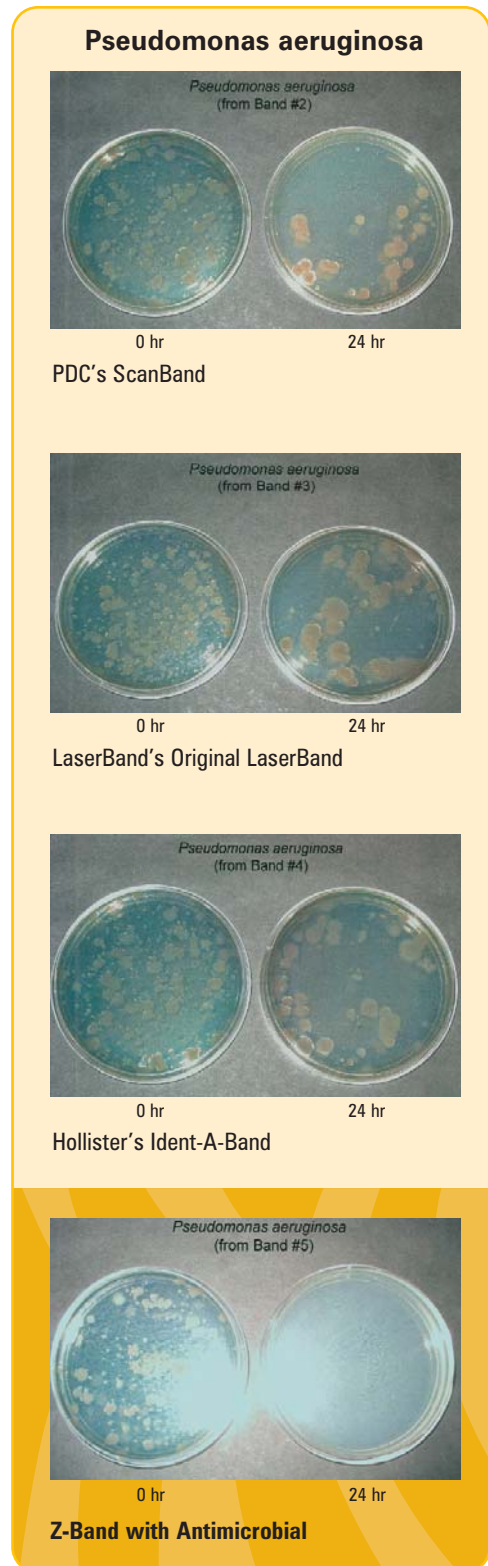 Pseudomonas aeruginosa
Pseudomonas aeruginosa
(from Band #2)
0 hr 24 hr
PDC's ScanBand
Pseudomonas aeruginosa
(from Band #3)
0 hr 24 hr
LaserBand's Original LaserBand
Pseudomonas aeruginosa
(from Band #4)
0 hr 24 hr
Hollister's Ident-A-Band
Pseudomonas aeruginosa
(from Band #5)
0 hr 24 hr
Z-Band with Antimicrobial